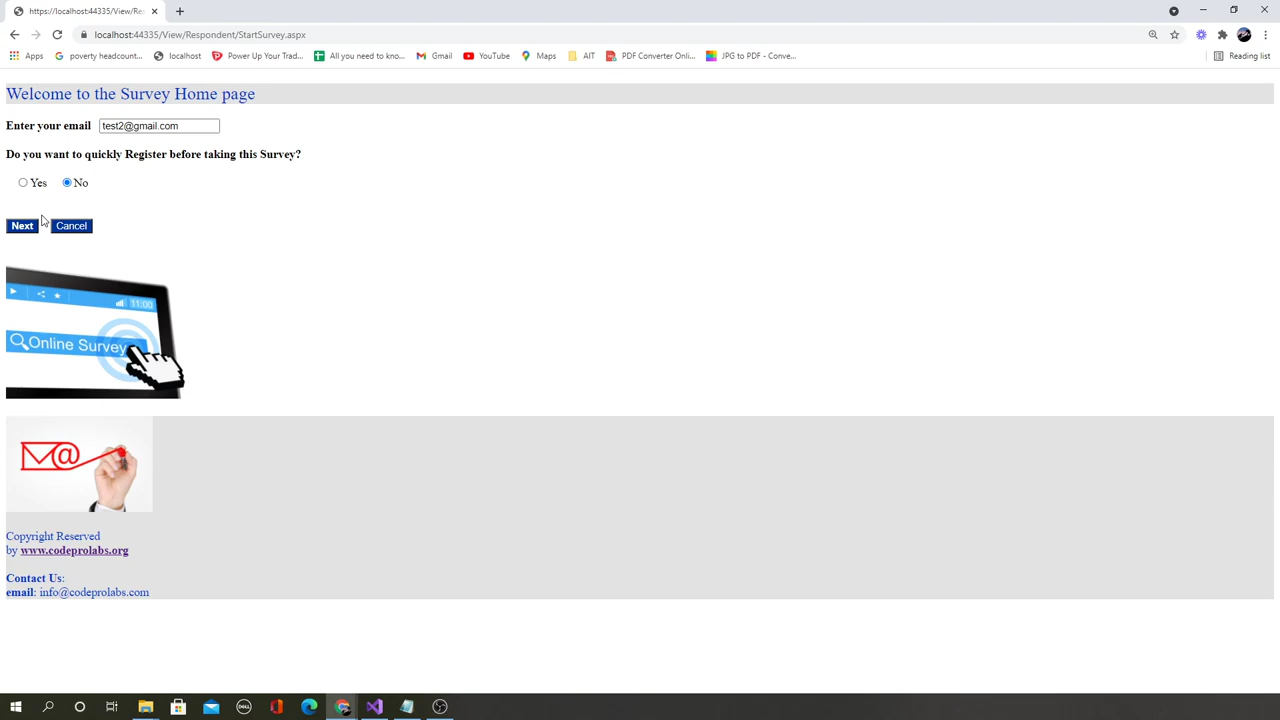 https://localhost:44335/View/Res
localhost:44335/View/Respondent/StartSurvey.aspx
Apps poverty headcount... localhost Power Up Your Trad... All you need to kno... Gmail YouTube Maps AIT PDF Converter Onli... JPG to PDF - Conve... Reading list
Welcome to the Survey Home page
Enter your email test2@gmail.com
Do you want to quickly Register before taking this Survey?
Yes No
Next Cancel
11:00
Online Survey
@
Copyright Reserved
by www.codeprolabs.org
Contact Us:
email: info@codeprolabs.com
DELL